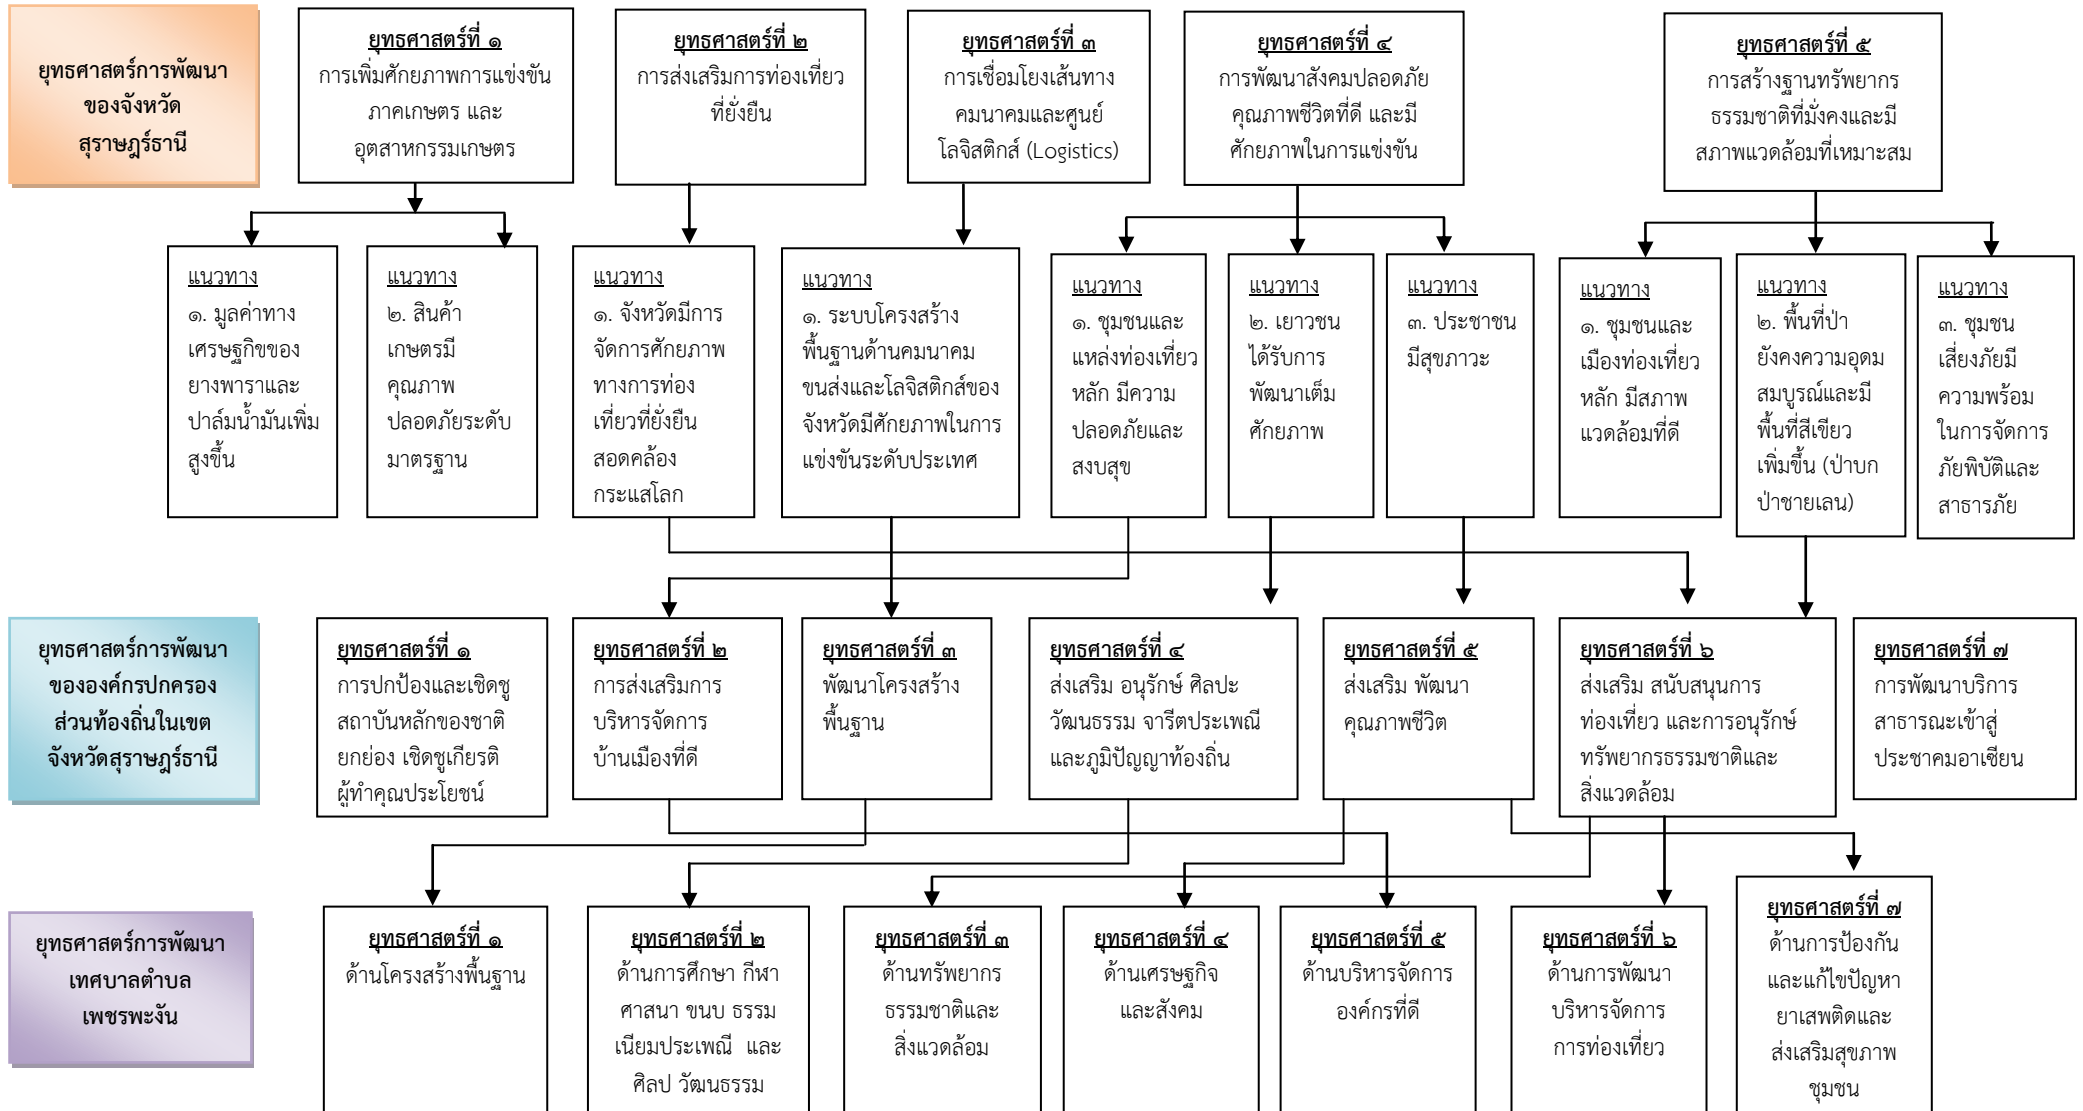 ยุทธศาสตร์การพัฒนา
ของจังหวัด
สุราษฎร์ธานี
ยุทธศาสตร์ที่ ๑
การเพิ่มศักยภาพการแข่งขัน
ภาคเกษตร และ
อุตสาหกรรมเกษตร
ยุทธศาสตร์ที่ ๒
การส่งเสริมการท่องเที่ยว
ที่ยั่งยืน
ยุทธศาสตร์ที่ ๓
การเชื่อมโยงเส้นทาง
คมนาคมและศูนย์
โลจิสติกส์ (Logistics)
ยุทธศาสตร์ที่ ๔
การพัฒนาสังคมปลอดภัย
คุณภาพชีวิตที่ดี และมี
ศักยภาพในการแข่งขัน
ยุทธศาสตร์ที่ ๕
การสร้างฐานทรัพยากร
ธรรมชาติที่มั่งคงและมี
สภาพแวดล้อมที่เหมาะสม
แนวทาง
๑. มูลค่าทาง
เศรษฐกิขของ
ยางพาราและ
ปาล์มน้ำมันเพิ่ม
สูงขึ้น
แนวทาง
๒. สินค้า
เกษตรมี
คุณภาพ
ปลอดภัยระดับ
มาตรฐาน
แนวทาง
๑. จังหวัดมีการ
จัดการศักยภาพ
ทางการท่อง
เที่ยวที่ยั่งยืน
สอดคล้อง
กระแสโลก
แนวทาง
๑. ระบบโครงสร้าง
พื้นฐานด้านคมนาคม
ขนส่งและโลจิสติกส์ของ
จังหวัดมีศักยภาพในการ
แข่งขันระดับประเทศ
แนวทาง
๑. ชุมชนและ
แหล่งท่องเที่ยว
หลัก มีความ
ปลอดภัยและ
สงบสุข
แนวทาง
๒. เยาวชน
ได้รับการ
พัฒนาเต็ม
ศักยภาพ
แนวทาง
๓. ประชาชน
มีสุขภาวะ
แนวทาง
๑. ชุมชนและ
เมืองท่องเที่ยว
หลัก มีสภาพ
แวดล้อมที่ดี
แนวทาง
๒. พื้นที่ป่า
ยังคงความอุดม
สมบูรณ์และมี
พื้นที่สีเขียว
เพิ่มขึ้น (ป่าบก
ป่าชายเลน)
แนวทาง
๓. ชุมชน
เสี่ยงภัยมี
ความพร้อม
ในการจัดการ
ภัยพิบัติและ
สาธารภัย
ยุทธศาสตร์การพัฒนา
ขององค์กรปกครอง
ส่วนท้องถิ่นในเขต
จังหวัดสุราษฎร์ธานี
ยุทธศาสตร์ที่ ๑
การปกป้องและเชิดชู
สถาบันหลักของชาติ
ยกย่อง เชิดชูเกียรติ
ผู้ทำคุณประโยชน์
ยุทธศาสตร์ที่ ๒
การส่งเสริมการ
บริหารจัดการ
บ้านเมืองที่ดี
ยุทธศาสตร์ที่ ๓
พัฒนาโครงสร้าง
พื้นฐาน
ยุทธศาสตร์ที่ ๔
ส่งเสริม อนุรักษ์ ศิลปะ
วัฒนธรรม จารีตประเพณี
และภูมิปัญญาท้องถิ่น
ยุทธศาสตร์ที่ ๕
ส่งเสริม พัฒนา
คุณภาพชีวิต
ยุทธศาสตร์ที่ ๖
ส่งเสริม สนับสนุนการ
ท่องเที่ยว และการอนุรักษ์
ทรัพยากรธรรมชาติและ
สิ่งแวดล้อม
ยุทธศาสตร์ที่ ๗
การพัฒนาบริการ
สาธารณะเข้าสู่
ประชาคมอาเซียน
ยุทธศาสตร์การพัฒนา
เทศบาลตำบล
เพชรพะงัน
ยุทธศาสตร์ที่ ๑
ด้านโครงสร้างพื้นฐาน
ยุทธศาสตร์ที่ ๒
ด้านการศึกษา กีฬา
ศาสนา ขนบ ธรรม
เนียมประเพณี และ
ศิลป วัฒนธรรม
ยุทธศาสตร์ที่ ๓
ด้านทรัพยากร
ธรรมชาติและ
สิ่งแวดล้อม
ยุทธศาสตร์ที่ ๔
ด้านเศรษฐกิจ
และสังคม
ยุทธศาสตร์ที่ ๕
ด้านบริหารจัดการ
องค์กรที่ดี
ยุทธศาสตร์ที่ ๖
ด้านการพัฒนา
บริหารจัดการ
การท่องเที่ยว
ยุทธศาสตร์ที่ ๗
ด้านการป้องกัน
และแก้ไขปัญหา
ยาเสพติดและ
ส่งเสริมสุขภาพ
ชุมชน